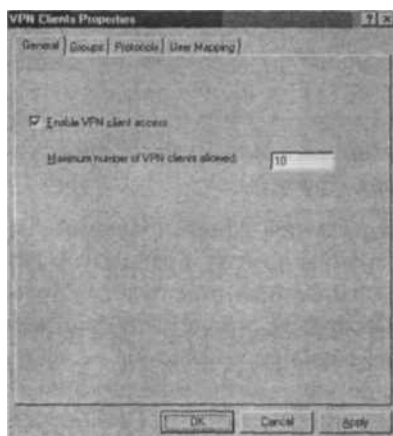 VPN Clients Properties
General Groups Protocols User Mapping
Enable VPN client access
Maximum number of VPN clients allowed: 10
OK Cancel Apply